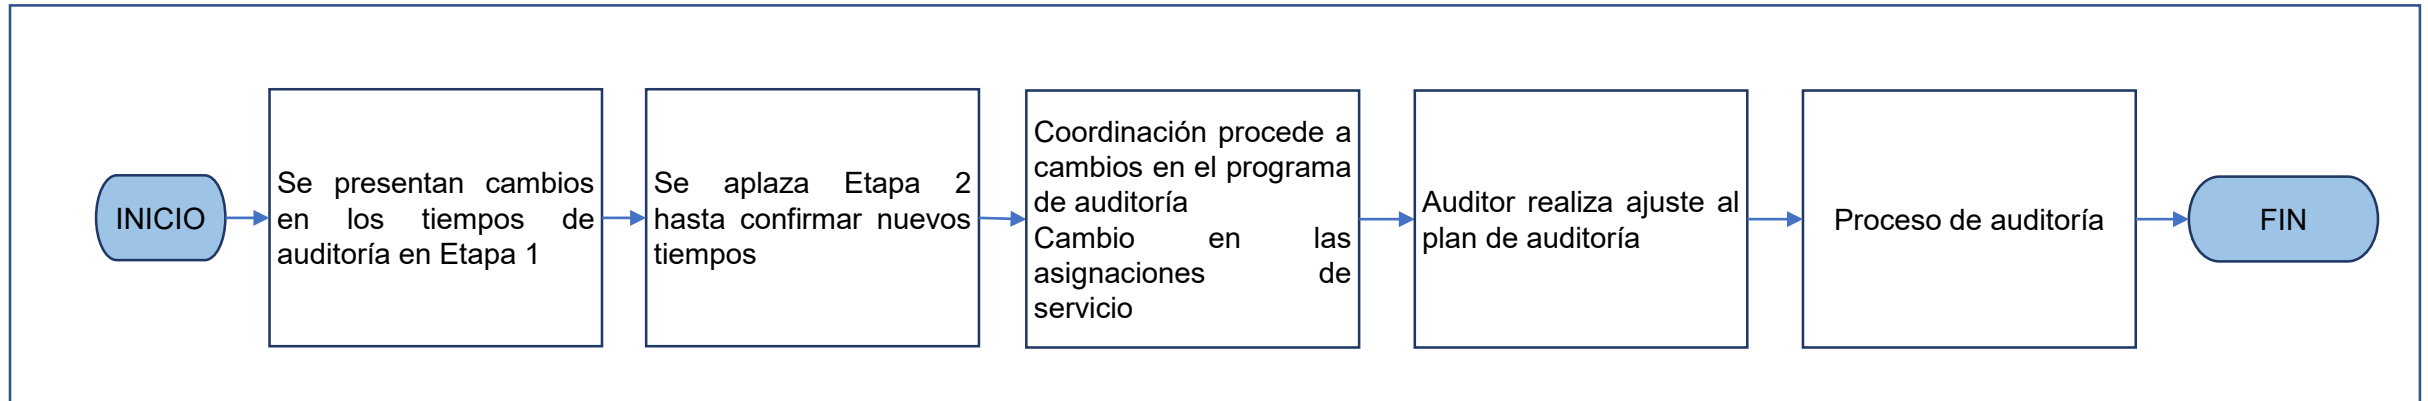 INICIO
Se presentan cambios
en los tiempos de
auditoría en Etapa 1
Se aplaza Etapa 2
hasta confirmar nuevos
tiempos
Coordinación procede a
cambios en el programa
de auditoría
Cambio en las
asignaciones de
servicio
Auditor realiza ajuste al
plan de auditoría
Proceso de auditoría
FIN